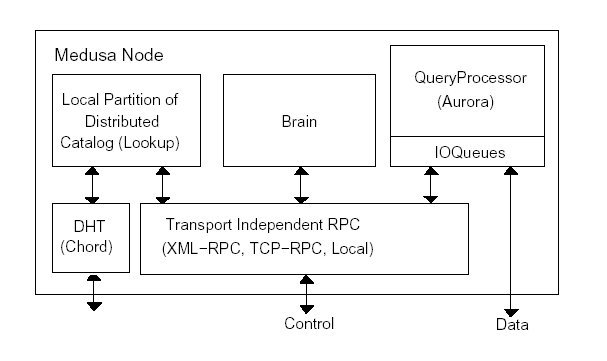 Medusa Node
Local Partition of
Distributed
Catalog (Lookup)
Brain
QueryProcessor
(Aurora)
IOQueues
DHT
(Chord)
Transport Independent RPC
(XML−RPC, TCP−RPC, Local)
Control
Data